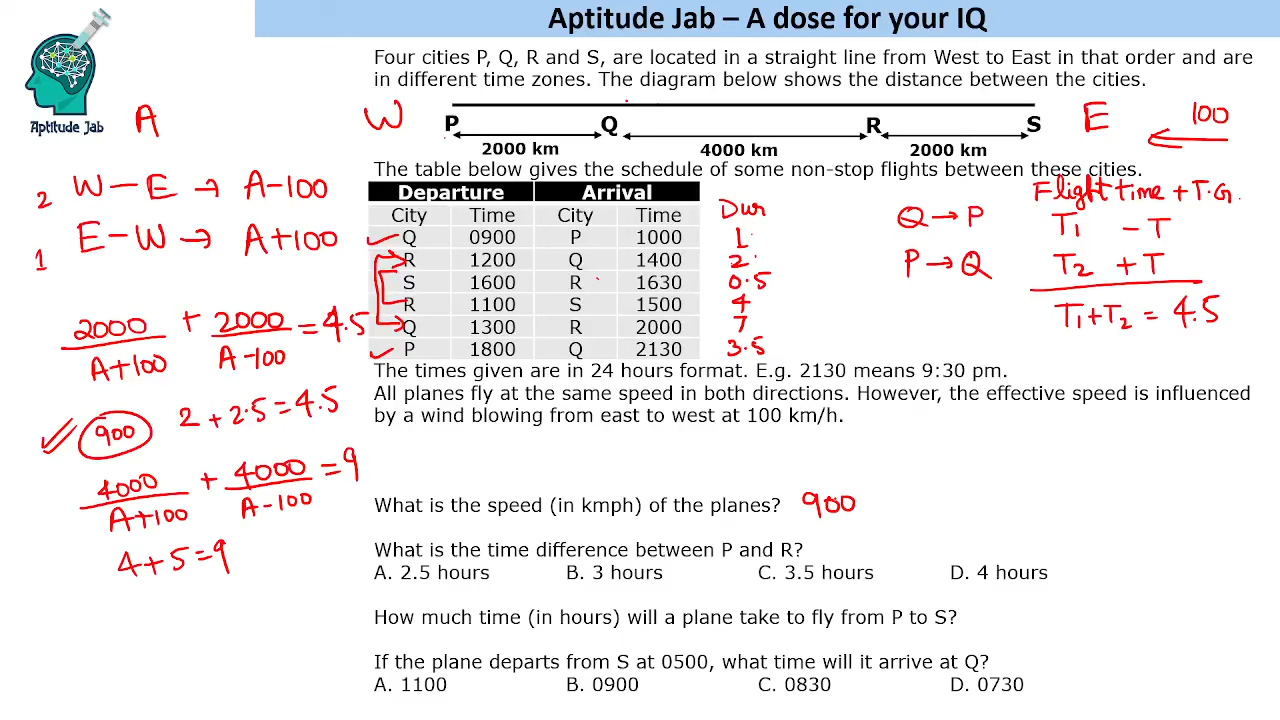 Aptitude Jab – A dose for your IQ
Aptitude Jab
Four cities P, Q, R and S, are located in a straight line from West to East in that order and are
in different time zones. The diagram below shows the distance between the cities.
A
W
P
Q
R
S
E
100
2000 km
4000 km
2000 km
The table below gives the schedule of some non-stop flights between these cities.
Departure Arrival
City Time City Time Dur
Q 0900 P 1000 1
R 1200 Q 1400 2
S 1600 R 1630 0.5
R 1100 S 1500 4
Q 1300 R 2000 7
P 1800 Q 2130 3.5
Flight time + T.G.
Q → P T1 - T
P → Q T2 + T
T1 + T2 = 4.5
2 W – E → A - 100
1 E – W → A + 100
2000/A+100 + 2000/A-100 = 4.5
900 2 + 2.5 = 4.5
4000/A+100 + 4000/A-100 = 9
4 + 5 = 9
The times given are in 24 hours format. E.g. 2130 means 9:30 pm.
All planes fly at the same speed in both directions. However, the effective speed is influenced
by a wind blowing from east to west at 100 km/h.
What is the speed (in kmph) of the planes? 900
What is the time difference between P and R?
A. 2.5 hours B. 3 hours C. 3.5 hours D. 4 hours
How much time (in hours) will a plane take to fly from P to S?
If the plane departs from S at 0500, what time will it arrive at Q?
A. 1100 B. 0900 C. 0830 D. 0730